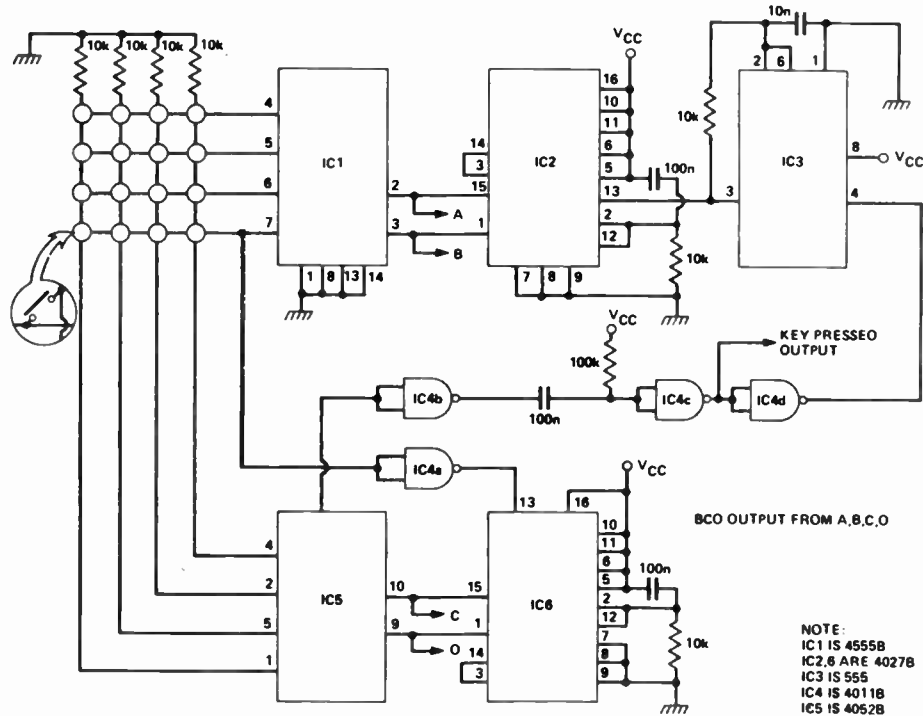 10k 10k 10k 10k
4
5
6
7
IC1
2
3
A
B
1 8 13 14
14
3
15
1
IC2
VCC
16
10
11
6
5
13
2
12
7 8 9
100n
10k
10k
10n
2 6 1
3
IC3
8
VCC
4
VCC
100k
KEY PRESSEO
OUTPUT
IC4b
100n
IC4c
IC4d
IC4a
13
16
VCC
BCO OUTPUT FROM A,B,C,O
4
2
5
1
IC5
10
9
C
O
15
1
14
3
IC6
10
11
6
5
2
12
7
8
9
100n
10k
NOTE:
IC1 IS 4555B
IC2,6 ARE 4027B
IC3 IS 555
IC4 IS 4011B
IC5 IS 4052B